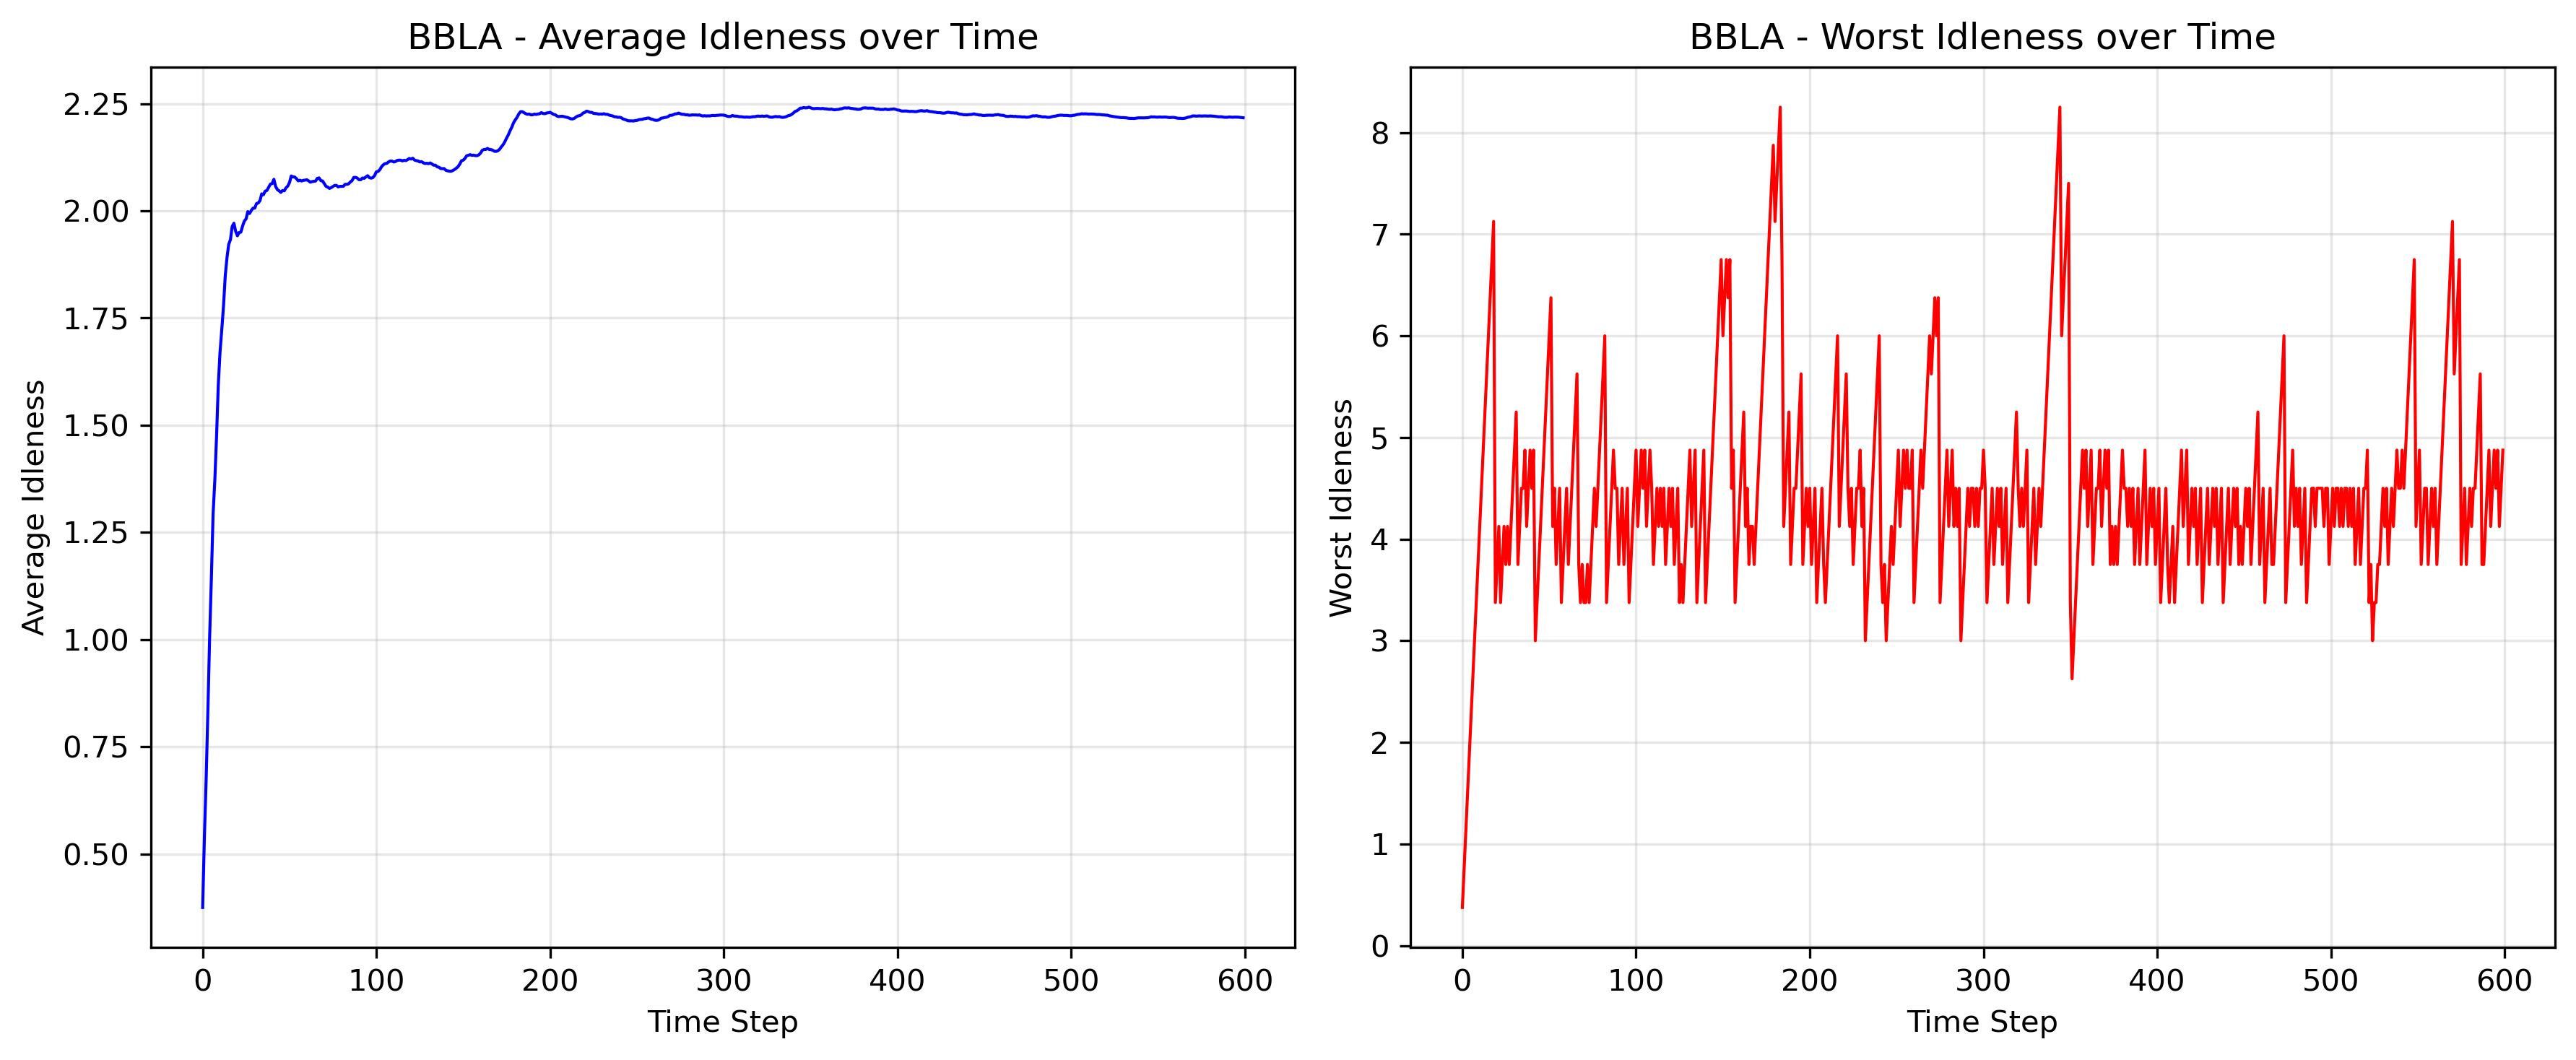 BBLA - Average Idleness over Time
Average Idleness
2.25
2.00
1.75
1.50
1.25
1.00
0.75
0.50
0 100 200 300 400 500 600
Time Step
BBLA - Worst Idleness over Time
Worst Idleness
8
7
6
5
4
3
2
1
0
0 100 200 300 400 500 600
Time Step